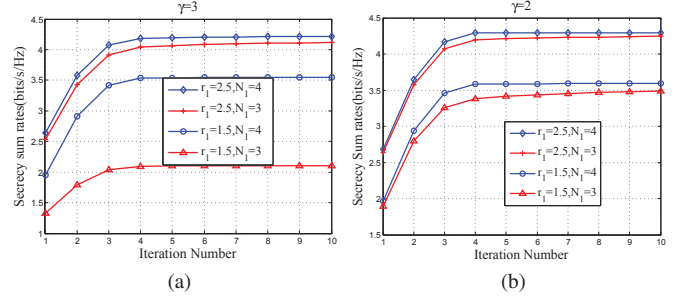 γ=3
Secrecy sum rates(bits/s/Hz)
4.5
4
3.5
3
2.5
2
1.5
1
r1=2.5,N1=4
r1=2.5,N1=3
r1=1.5,N1=4
r1=1.5,N1=3
1 2 3 4 5 6 7 8 9 10
Iteration Number
(a)
γ=2
Secrecy Sum rates(bits/s/Hz)
4.5
4
3.5
3
2.5
2
1.5
r1=2.5,N1=4
r1=2.5,N1=3
r1=1.5,N1=4
r1=1.5,N1=3
1 2 3 4 5 6 7 8 9 10
Iteration Number
(b)